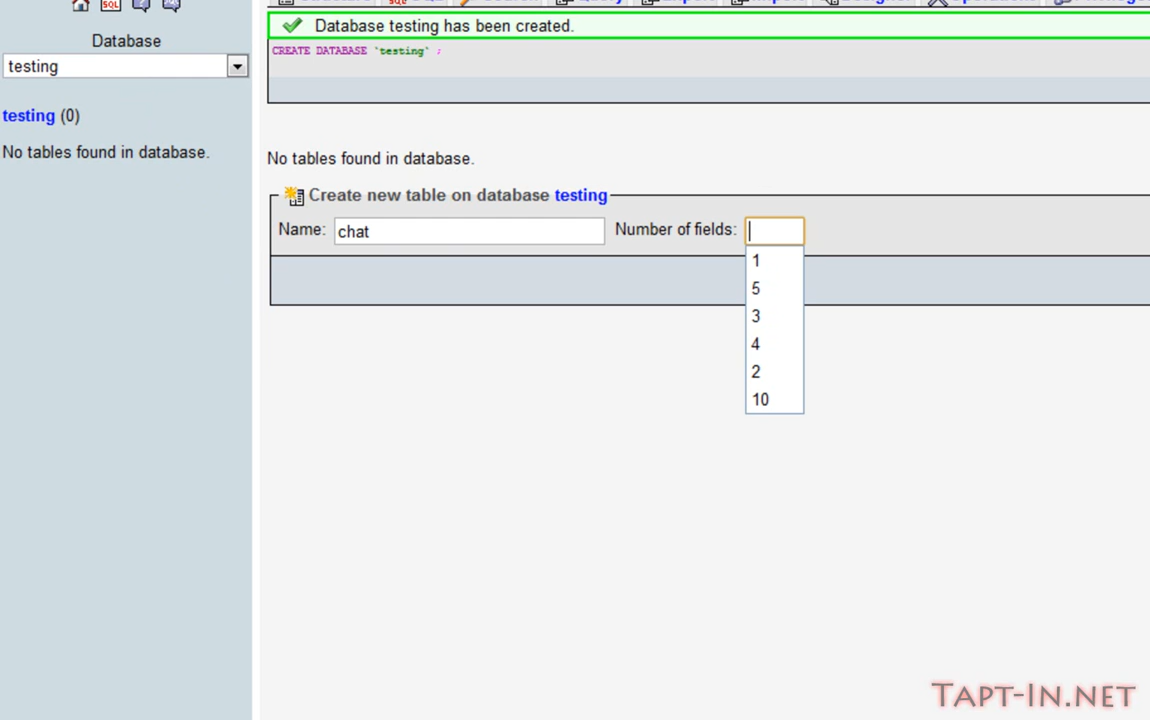 Database
testing
testing (0)
No tables found in database.
Database testing has been created.
CREATE DATABASE `testing` ;
No tables found in database.
Create new table on database testing
Name: chat Number of fields:
1
5
3
4
2
10
TAPT-IN.NET